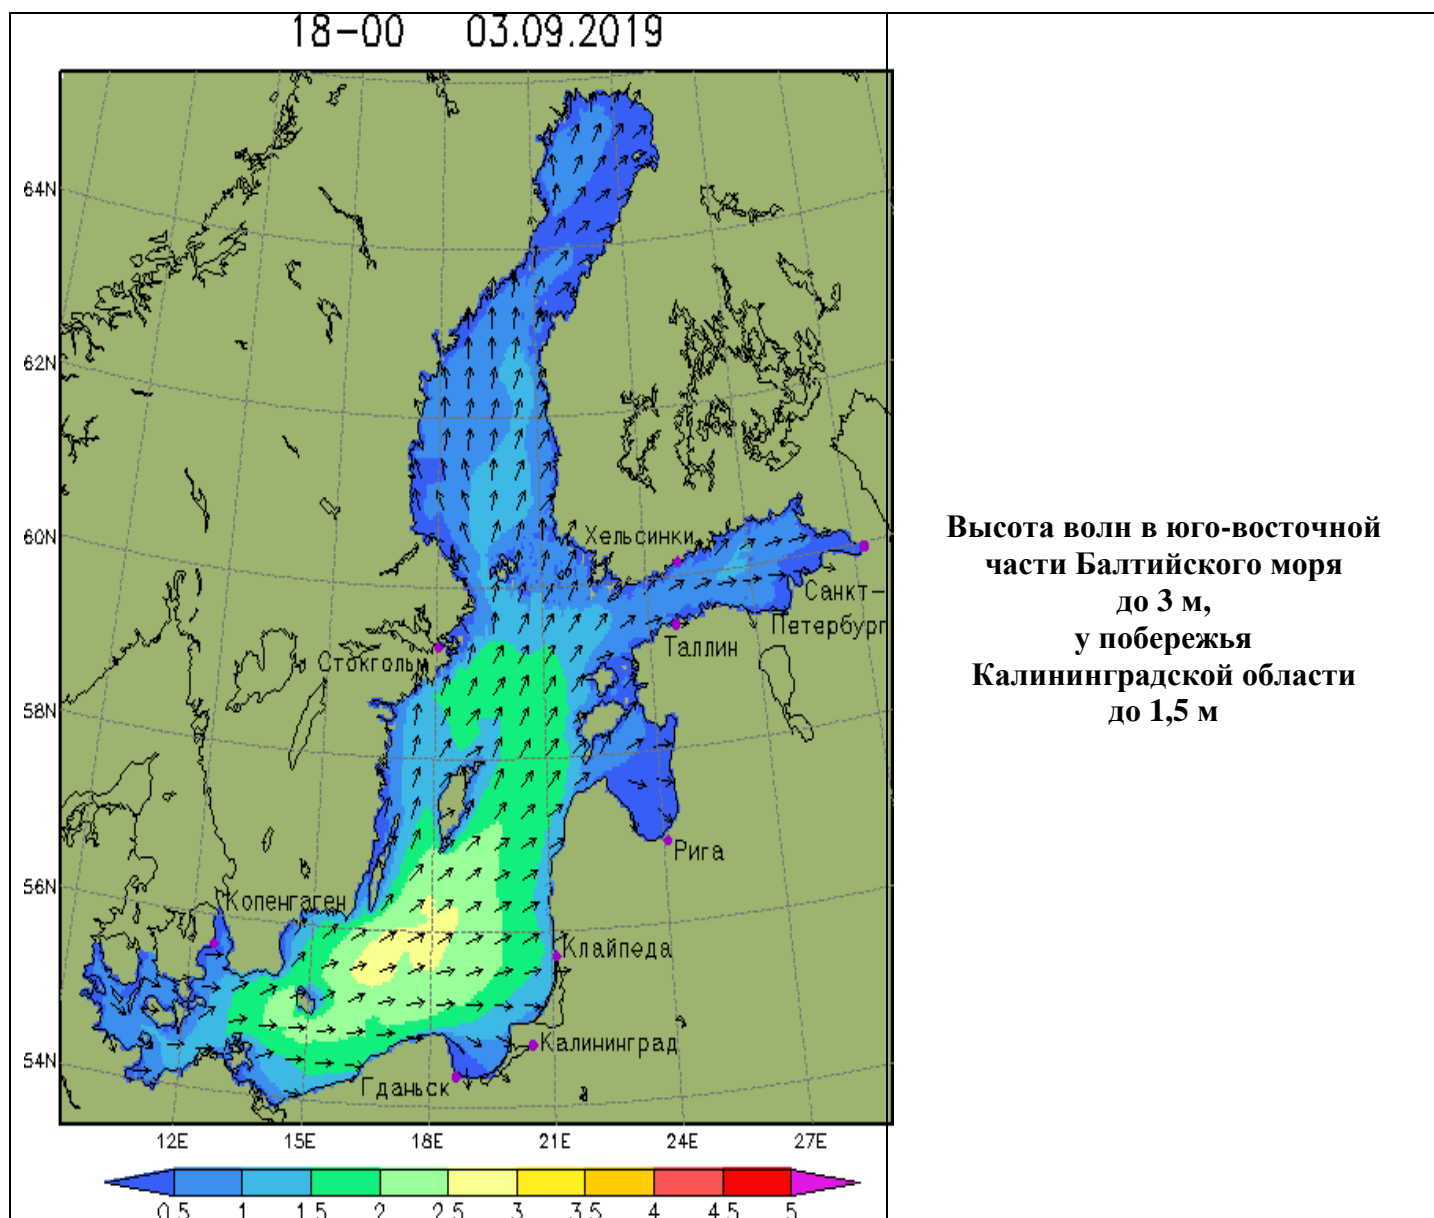 18-00 03.09.2019
64N
62N
60N
58N
56N
54N
Хельсинки
Санкт-
Петербург
Таллин
Стокгольм
Рига
Копенгаген
Клайпеда
Калининград
Гданьск
12E 15E 18E 21E 24E 27E
0.5 1 1.5 2 2.5 3 3.5 4 4.5 5
Высота волн в юго-восточной
части Балтийского моря
до 3 м,
у побережья
Калининградской области
до 1,5 м